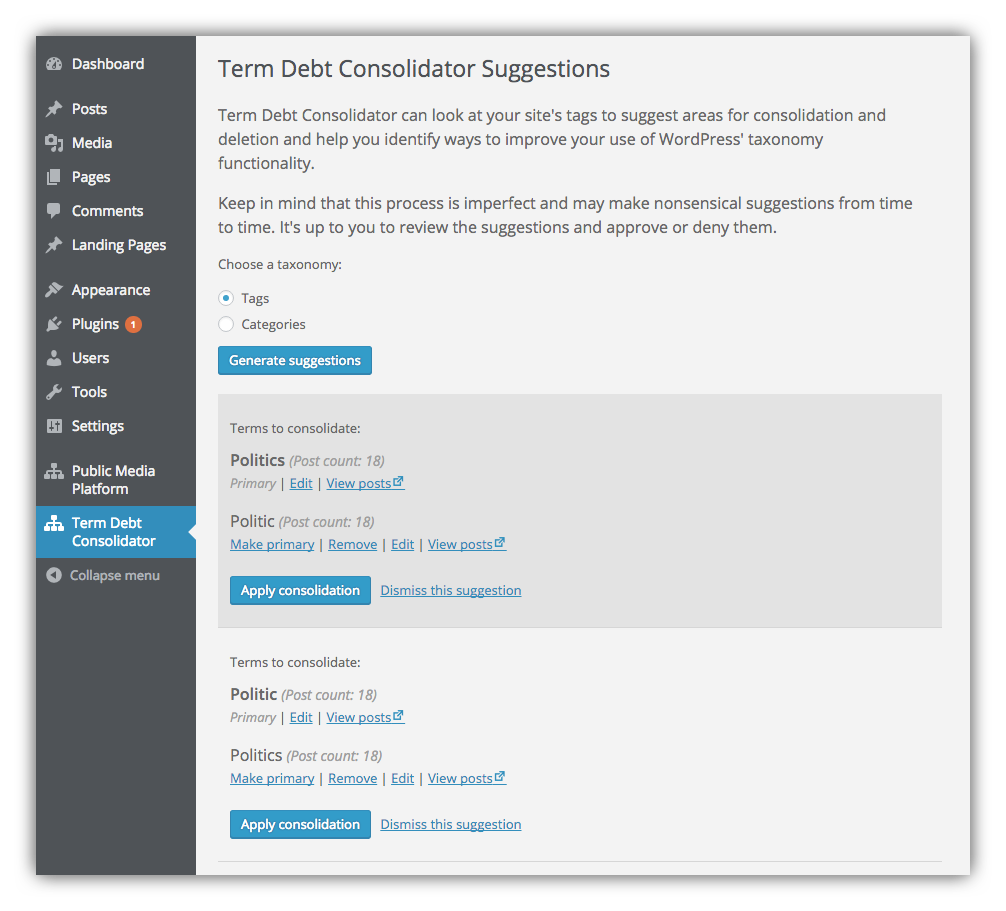 Dashboard
Posts
Media
Pages
Comments
Landing Pages
Appearance
Plugins 1
Users
Tools
Settings
Public Media
Platform
Term Debt
Consolidator
Collapse menu
Term Debt Consolidator Suggestions
Term Debt Consolidator can look at your site's tags to suggest areas for consolidation and
deletion and help you identify ways to improve your use of WordPress' taxonomy
functionality.
Keep in mind that this process is imperfect and may make nonsensical suggestions from time
to time. It's up to you to review the suggestions and approve or deny them.
Choose a taxonomy:
Tags
Categories
Generate suggestions
Terms to consolidate:
Politics (Post count: 18)
Primary | Edit | View posts
Politic (Post count: 18)
Make primary | Remove | Edit | View posts
Apply consolidation Dismiss this suggestion
Terms to consolidate:
Politic (Post count: 18)
Primary | Edit | View posts
Politics (Post count: 18)
Make primary | Remove | Edit | View posts
Apply consolidation Dismiss this suggestion